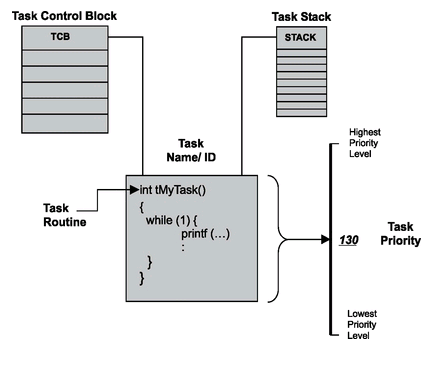 Task Control Block
TCB
Task Stack
STACK
Task
Name/ ID
Task
Routine
int tMyTask()
{
while (1) {
printf (…)
:
}
}
Highest
Priority
Level
130
Task
Priority
Lowest
Priority
Level